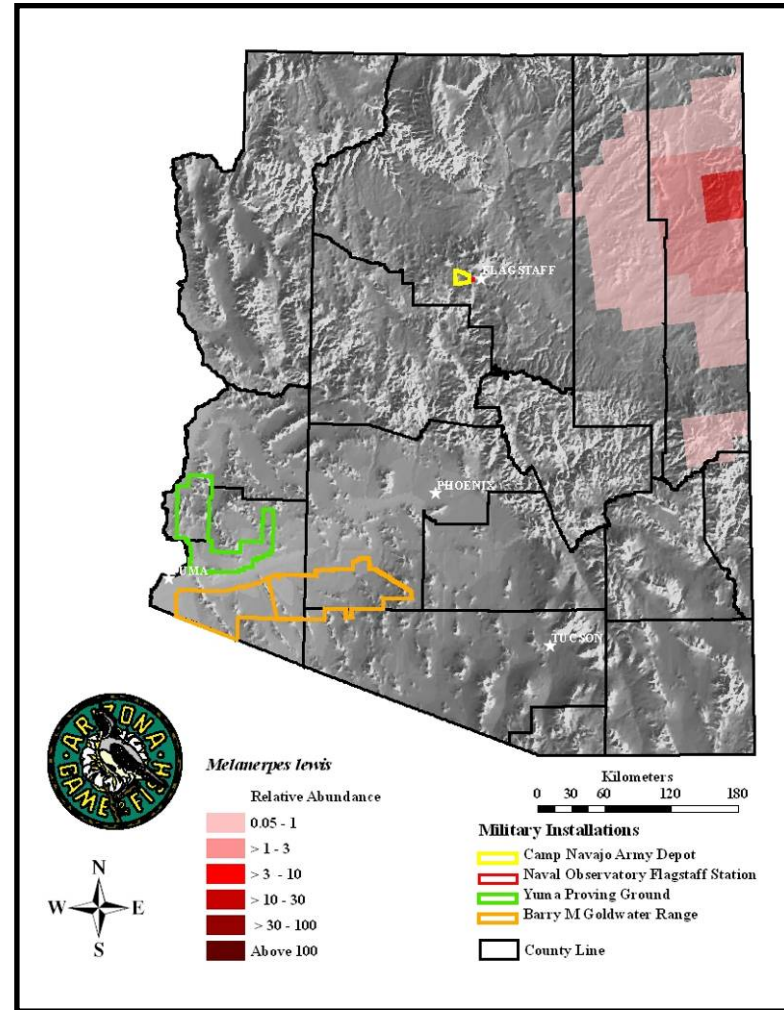 FLAGSTAFF
PHOENIX
YUMA
TUCSON
ARIZONA
GAME & FISH
Melanerpes lewis
Relative Abundance
0.05 - 1
> 1 - 3
> 3 - 10
> 10 - 30
> 30 - 100
Above 100
Kilometers
0 30 60 120 180
Military Installations
Camp Navajo Army Depot
Naval Observatory Flagstaff Station
Yuma Proving Ground
Barry M Goldwater Range
County Line
N
W E
S